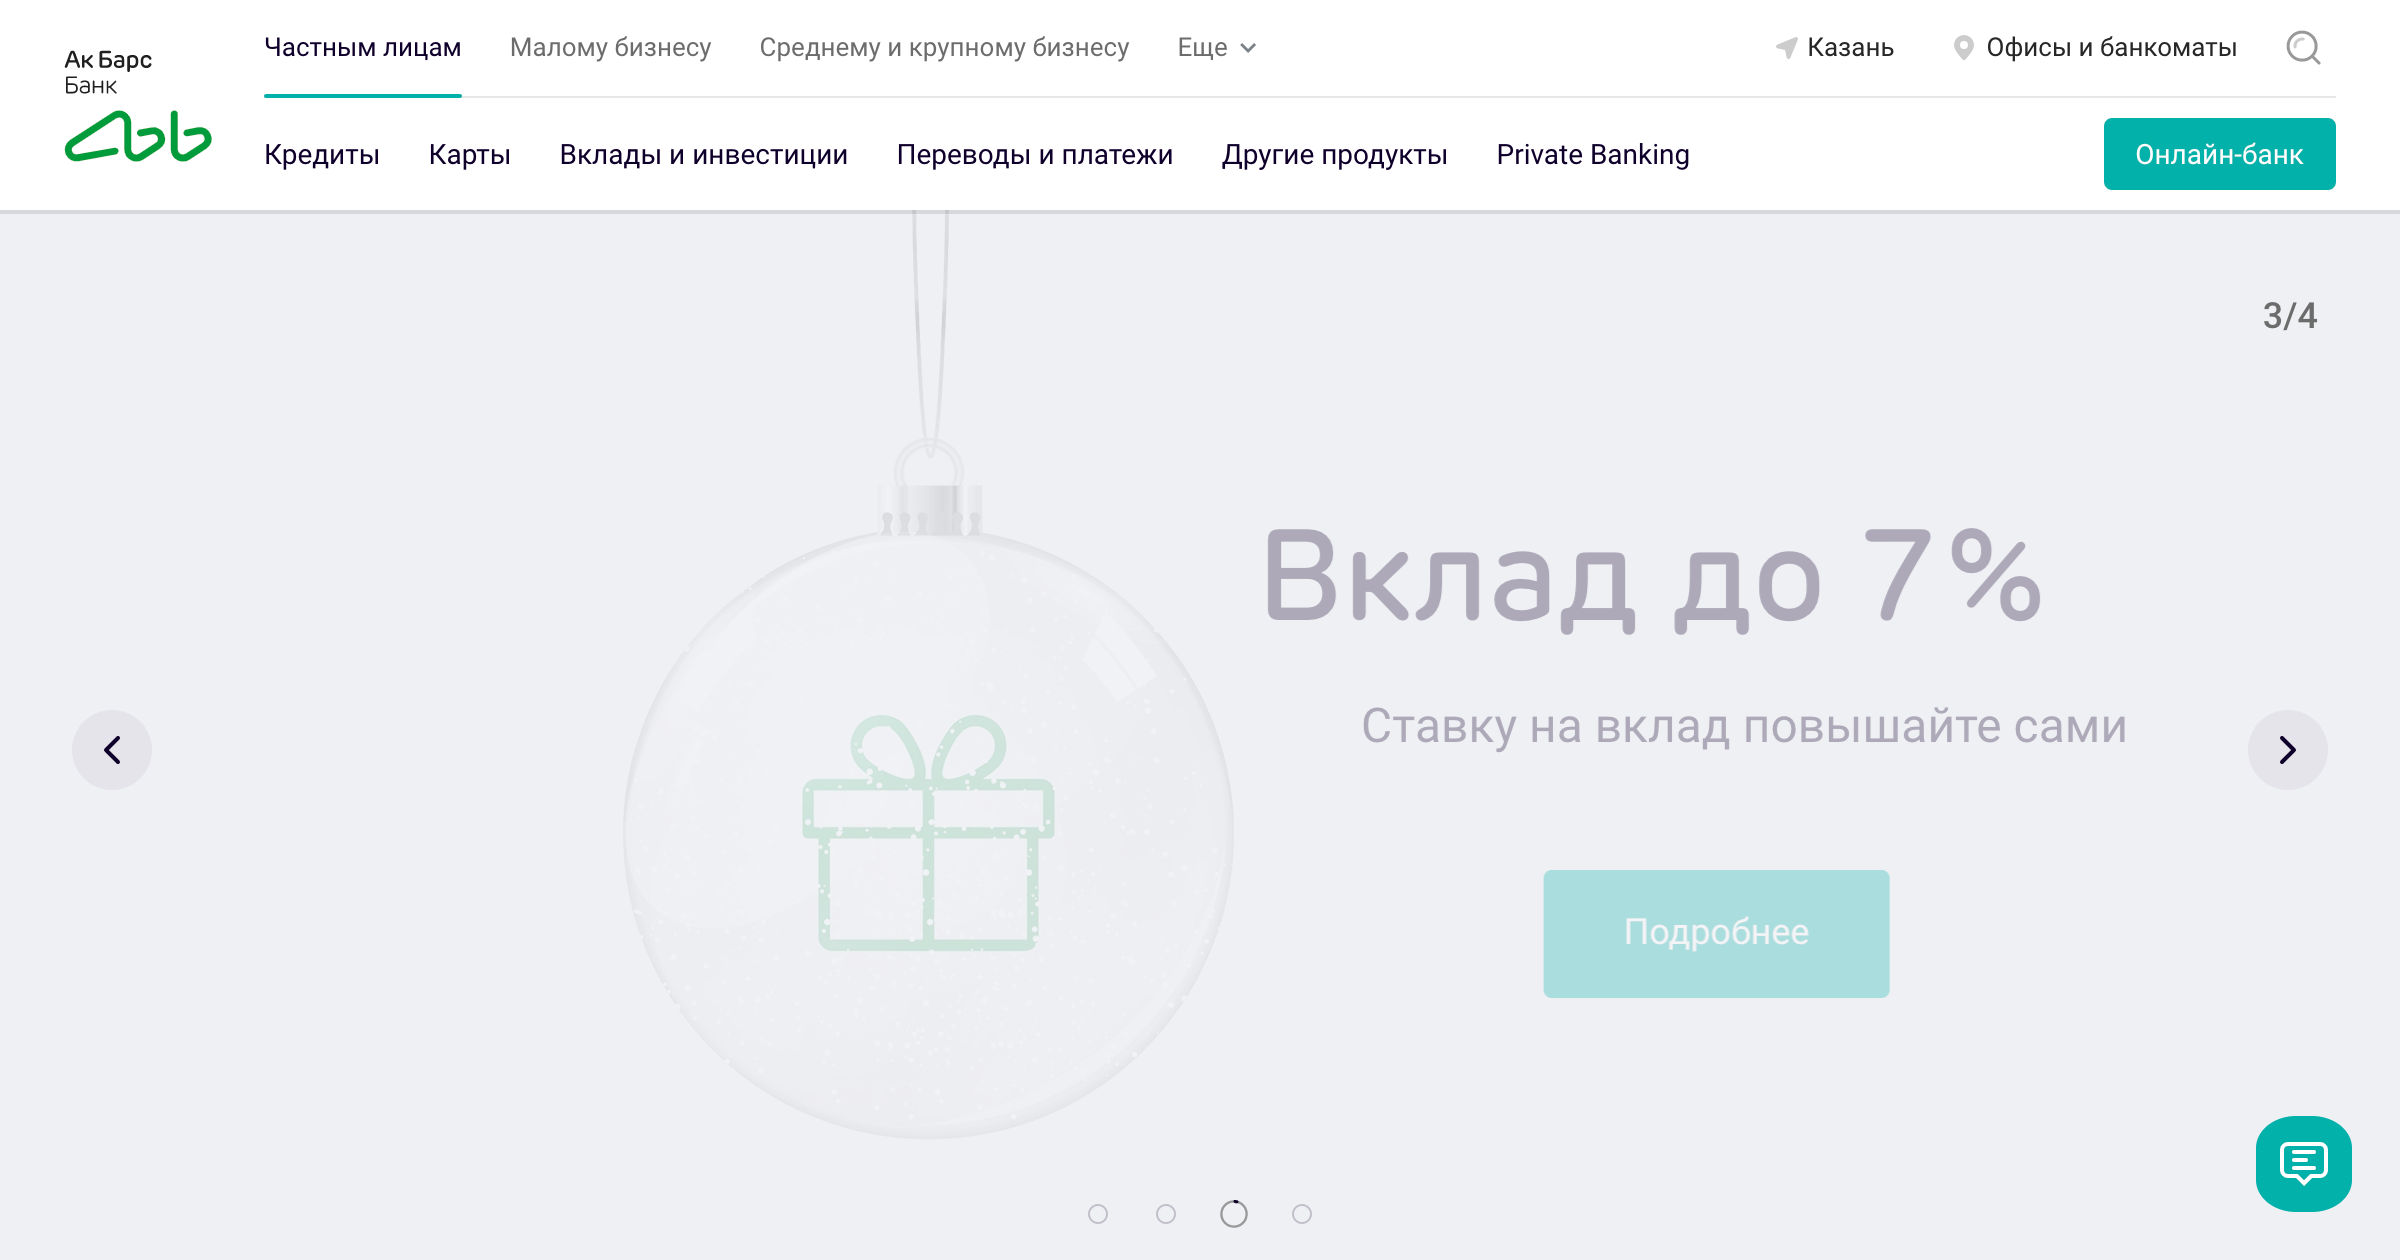 Ак Барс
Банк
Частным лицам Малому бизнесу Среднему и крупному бизнесу Еще Казань Офисы и банкоматы
Кредиты Карты Вклады и инвестиции Переводы и платежи Другие продукты Private Banking Онлайн-банк
3/4
Вклад до 7%
Ставку на вклад повышайте сами
Подробнее